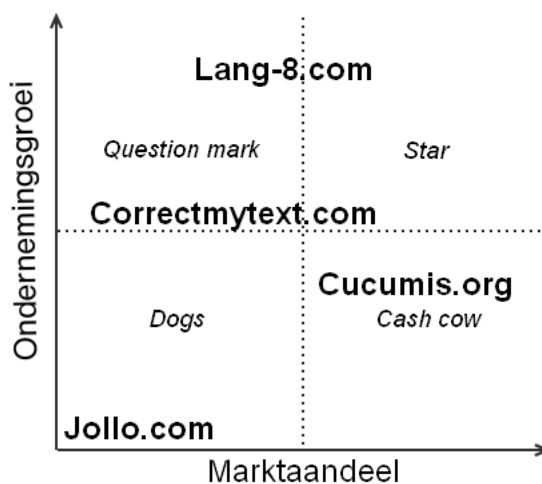 Ondernemingsgroei
Lang-8.com
Question mark
Star
Correctmytext.com
Cucumis.org
Dogs
Cash cow
Jollo.com
Marktaandeel